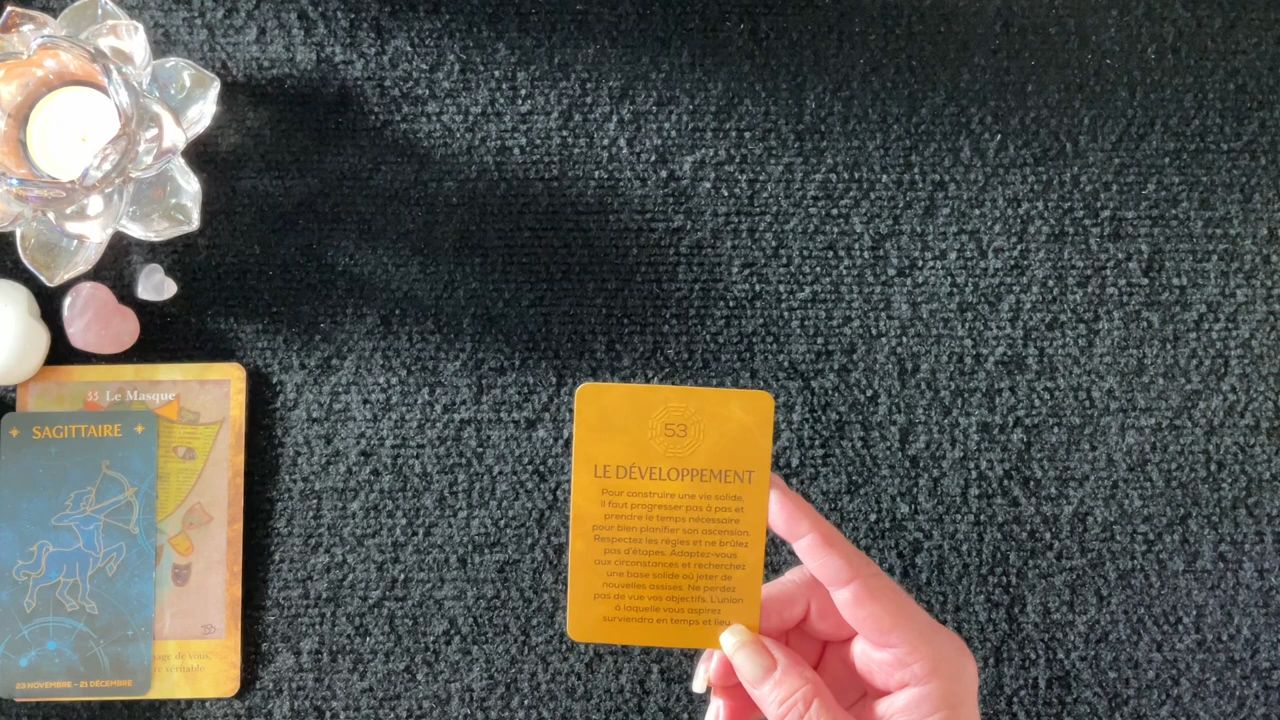 33 Le Masque
SAGITTAIRE
23 NOVEMBRE - 21 DÉCEMBRE
de vous,
véritable
53
LE DÉVELOPPEMENT
Pour construire une vie solide,
il faut progresser pas à pas et
prendre le temps nécessaire
pour bien planifier son ascension.
Respectez les règles et ne brûlez
pas d'étapes. Adaptez-vous
aux circonstances et recherchez
une base solide où jeter de
nouvelles assises. Ne perdez
pas de vue vos objectifs. L'union
à laquelle vous aspirez
surviendra en temps et lieu.